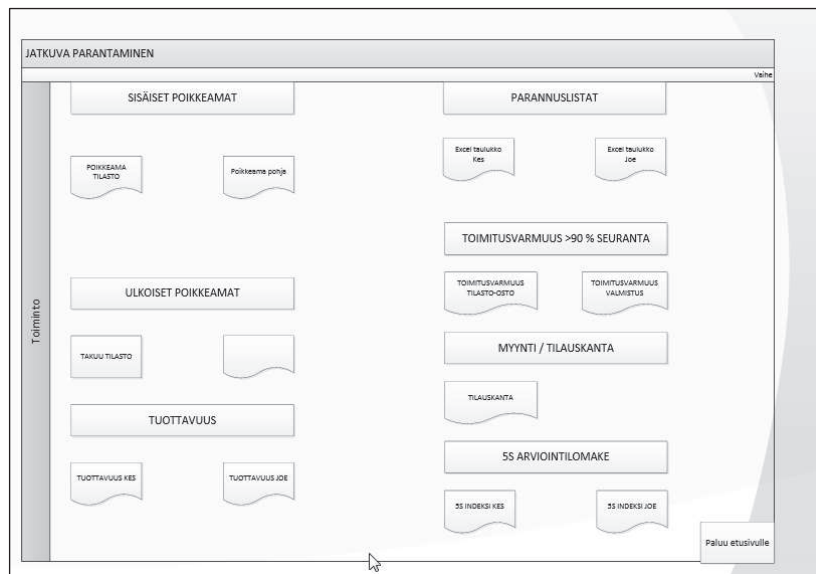 JATKUVA PARANTAMINEN
Vaihe
Toiminto
SISÄISET POIKKEAMAT
POIKKEAMA
TILASTO
Poikkeama pohja
ULKOISET POIKKEAMAT
TAKUU TILASTO
TUOTTAVUUS
TUOTTAVUUS KES
TUOTTAVUUS JOE
PARANNUSLISTAT
Excel taulukko
Kes
Excel taulukko
Joe
TOIMITUSVARMUUS >90 % SEURANTA
TOIMITUSVARMUUS
TILASTO-OSTO
TOIMITUSVARMUUS
VALMISTUS
MYYNTI / TILAUSKANTA
TILAUSKANTA
5S ARVIOINTILOMAKE
5S INDEKSI KES
5S INDEKSI JOE
Paluu etusivulle